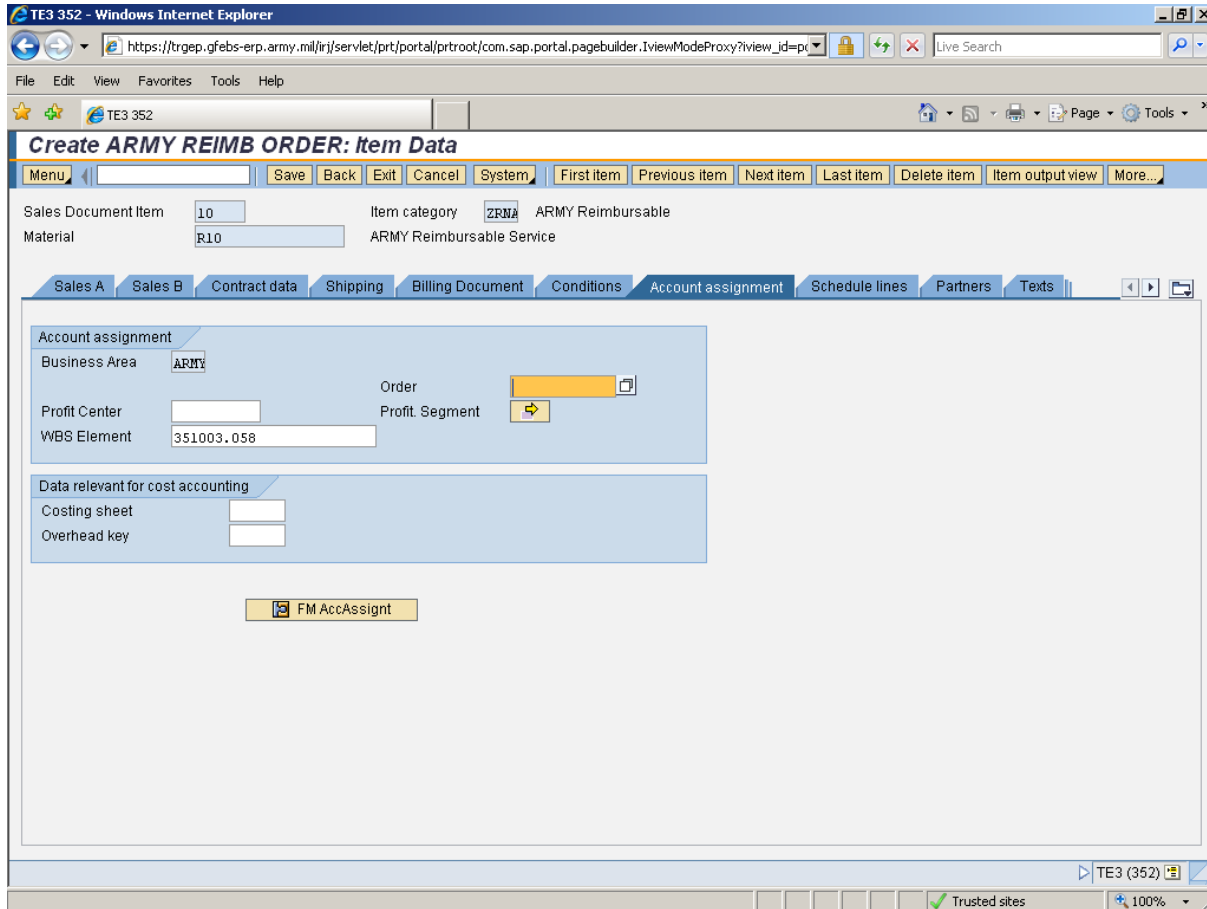 TE3 352 - Windows Internet Explorer
https://trgep.gfebs-erp.army.mil/irj/servlet/prt/portal/prtroot/com.sap.portal.pagebuilder.IviewModeProxy?iview_id=pc Live Search
File Edit View Favorites Tools Help
TE3 352 Page Tools
Create ARMY REIMB ORDER: Item Data
Menu Save Back Exit Cancel System First item Previous item Next item Last item Delete item Item output view More...
Sales Document Item 10 Item category ZRNA ARMY Reimbursable
Material R10 ARMY Reimbursable Service
Sales A Sales B Contract data Shipping Billing Document Conditions Account assignment Schedule lines Partners Texts
Account assignment
Business Area ARMY
Order
Profit Center Profit. Segment
WBS Element 351003.058
Data relevant for cost accounting
Costing sheet
Overhead key
FM AccAssignt
TE3 (352)
Trusted sites 100%